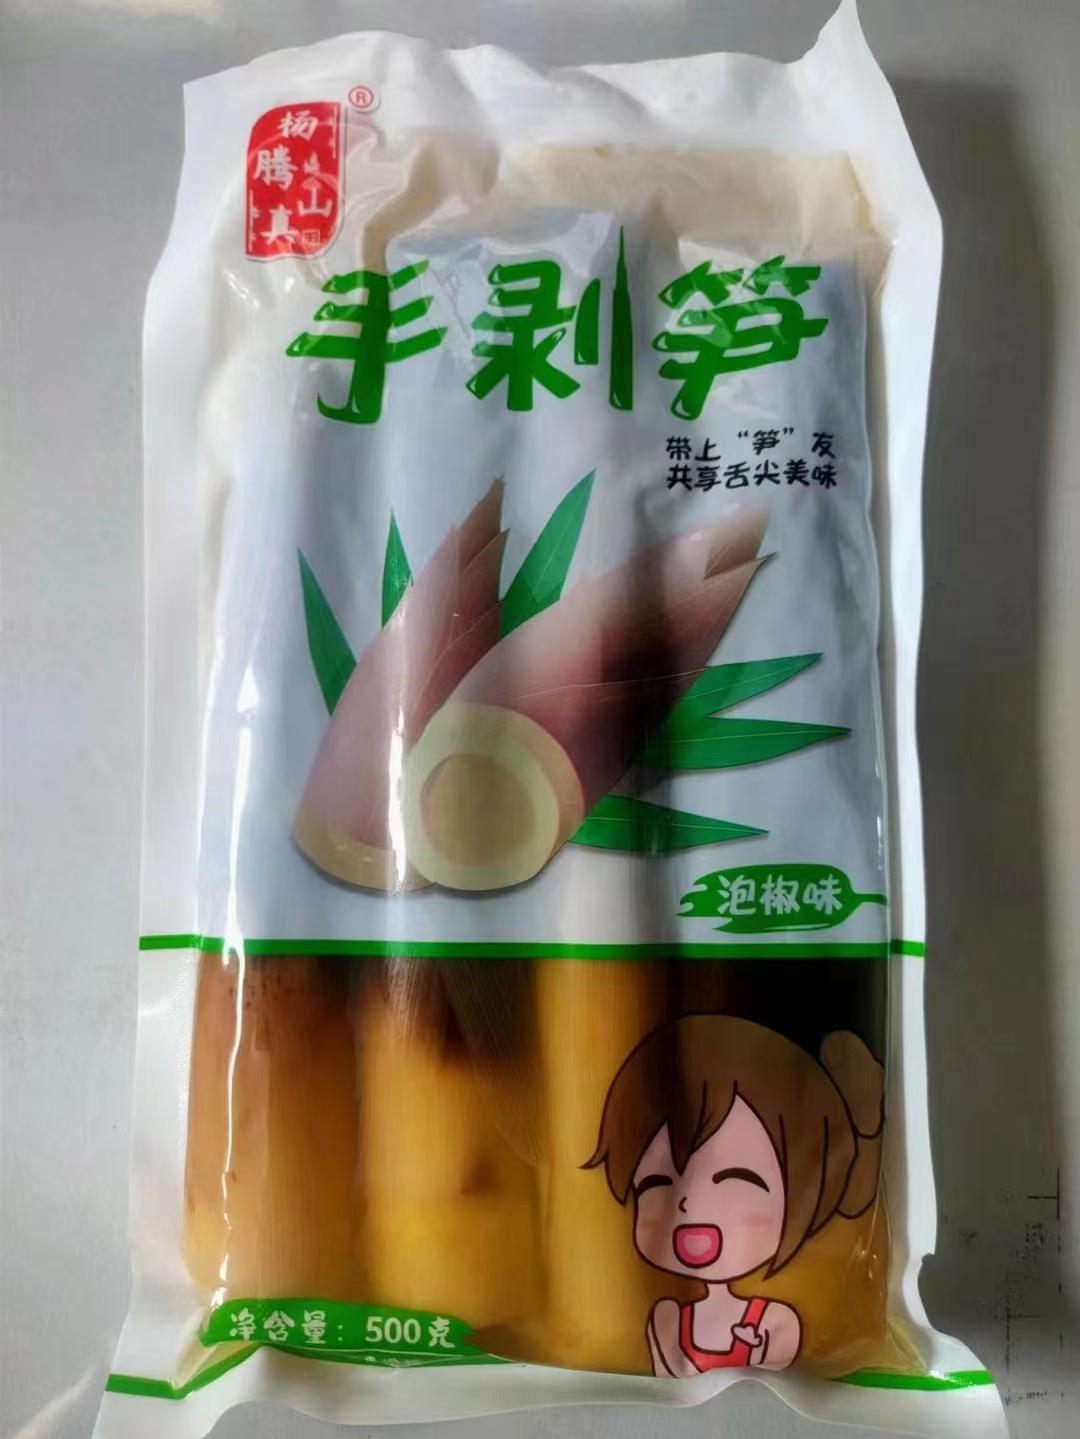 杨
腾
真
山
®
手剥笋
带上“笋”友
共享舌尖美味
泡椒味
净含量：500克